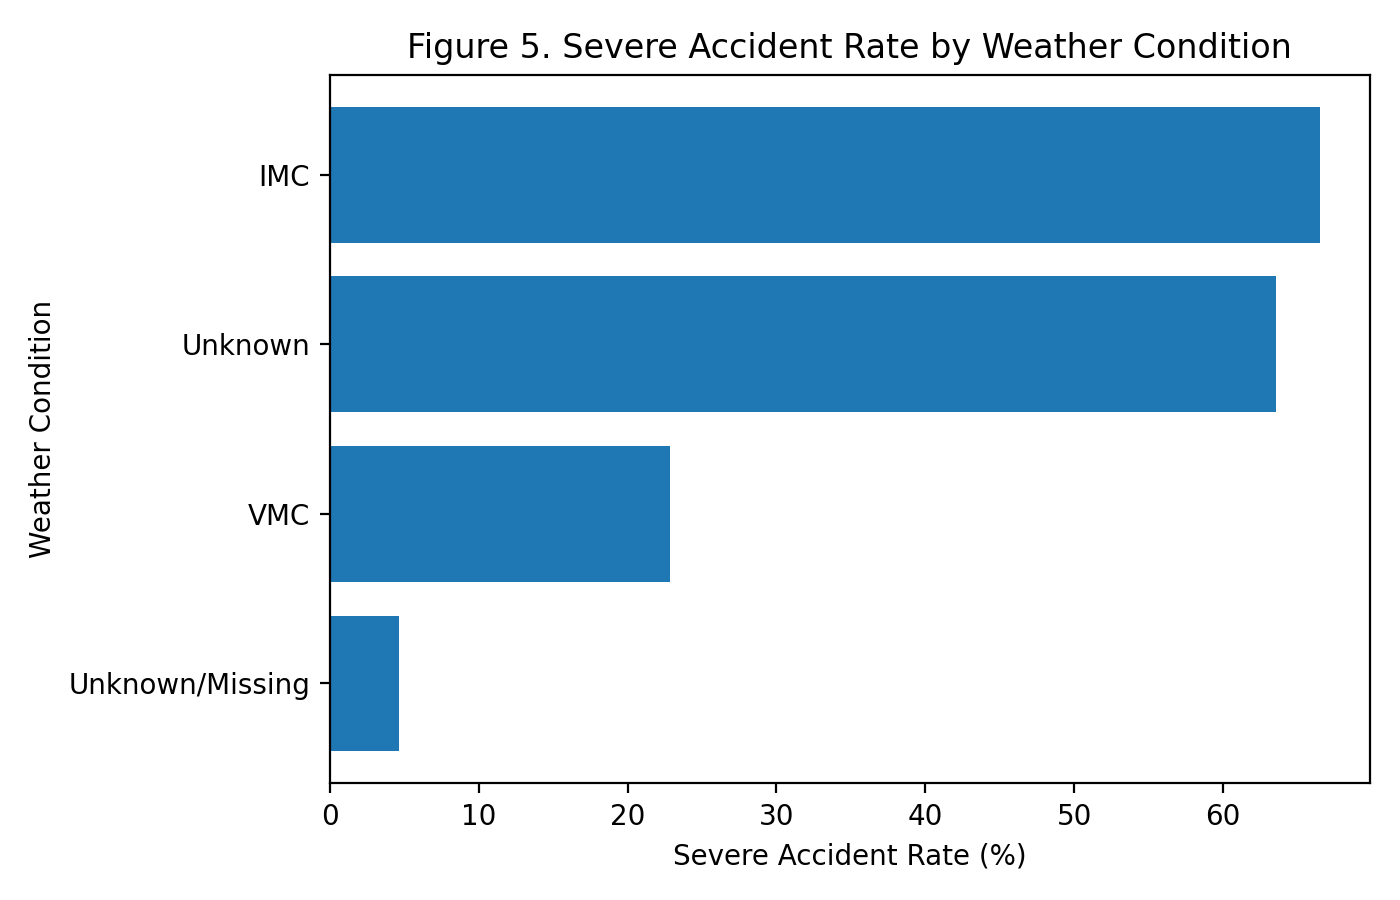 Figure 5. Severe Accident Rate by Weather Condition
Weather Condition
IMC
Unknown
VMC
Unknown/Missing
0 10 20 30 40 50 60
Severe Accident Rate (%)